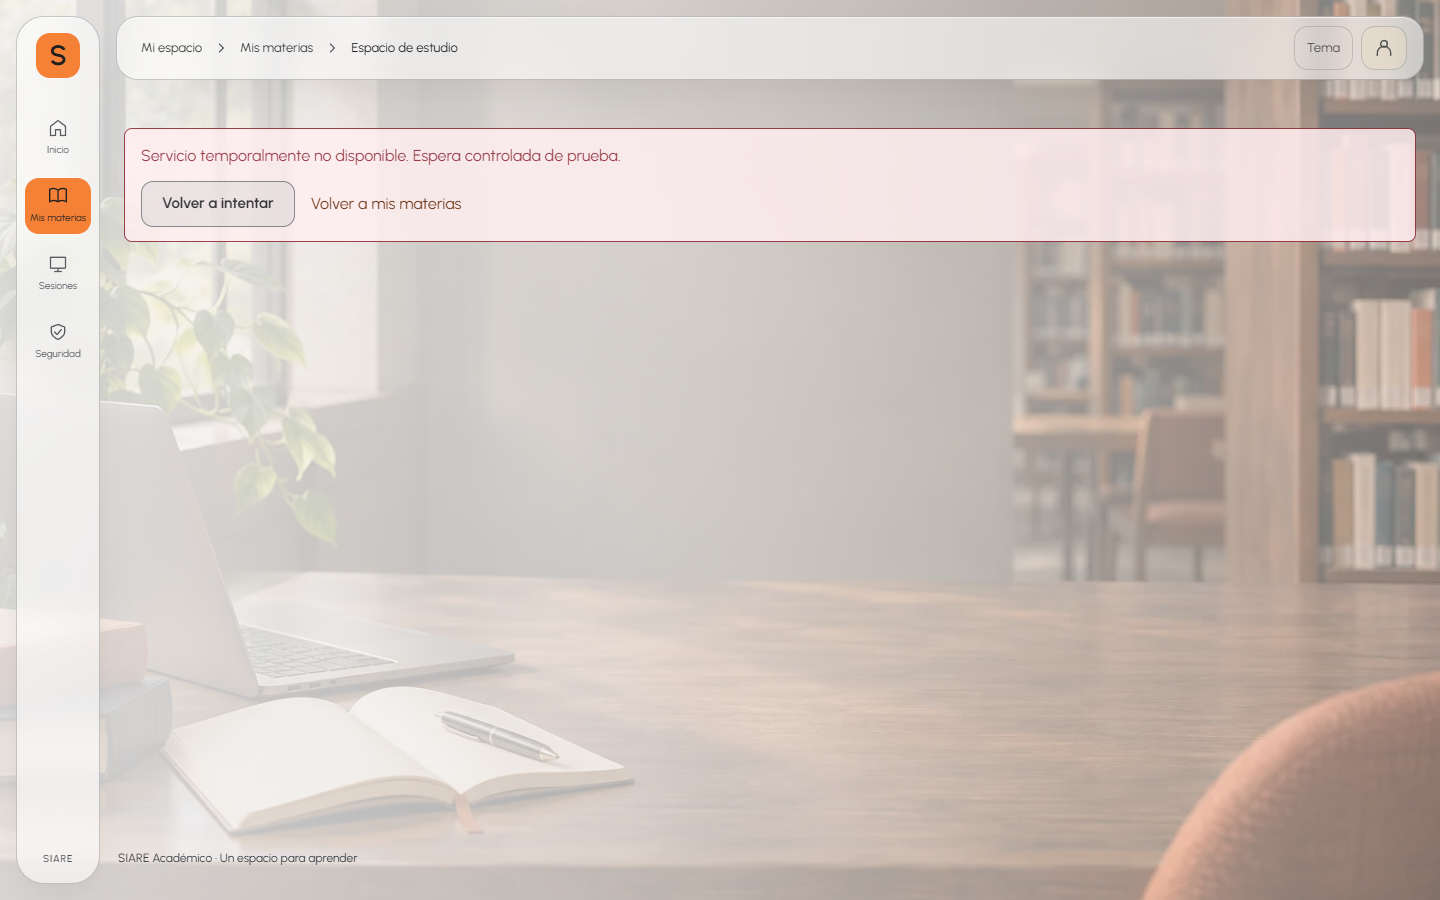 S
Mi espacio > Mis materias > Espacio de estudio
Tema
Inicio
Mis materias
Sesiones
Seguridad
Servicio temporalmente no disponible. Espera controlada de prueba.
Volver a intentar
Volver a mis materias
SIARE
SIARE Académico · Un espacio para aprender